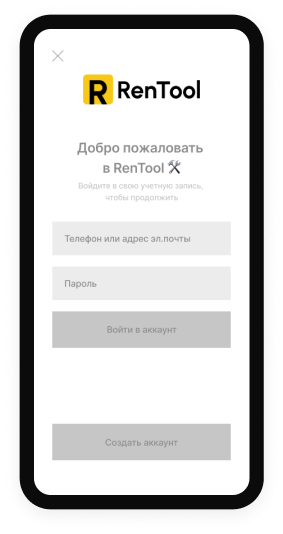 R RenTool
Добро пожаловать
в RenTool 🛠
Войдите в свою учетную запись,
чтобы продолжить
Телефон или адрес эл.почты
Пароль
Войти в аккаунт
Создать аккаунт